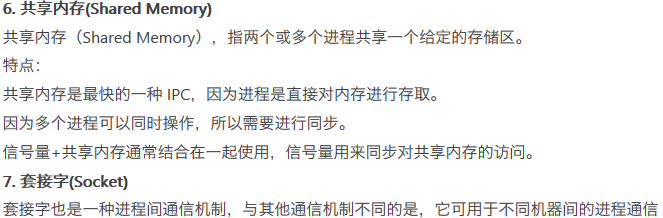 6. 共享内存(Shared Memory)
共享内存（Shared Memory），指两个或多个进程共享一个给定的存储区。
特点：
共享内存是最快的一种 IPC，因为进程是直接对内存进行存取。
因为多个进程可以同时操作，所以需要进行同步。
信号量+共享内存通常结合在一起使用，信号量用来同步对共享内存的访问。
7. 套接字(Socket)
套接字也是一种进程间通信机制，与其他通信机制不同的是，它可用于不同机器间的进程通信